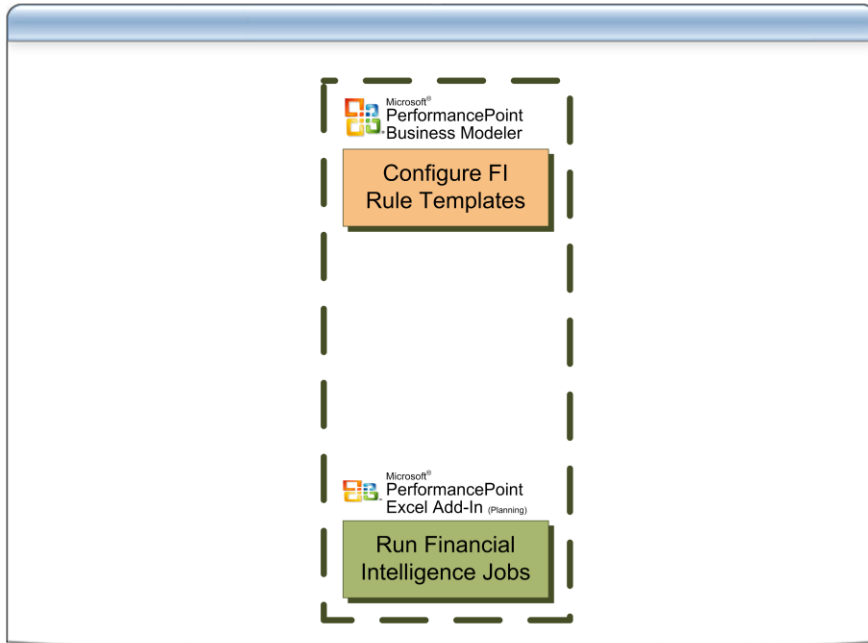 Microsoft®
PerformancePoint
Business Modeler
Configure FI
Rule Templates
Microsoft®
PerformancePoint
Excel Add-In (Planning)
Run Financial
Intelligence Jobs